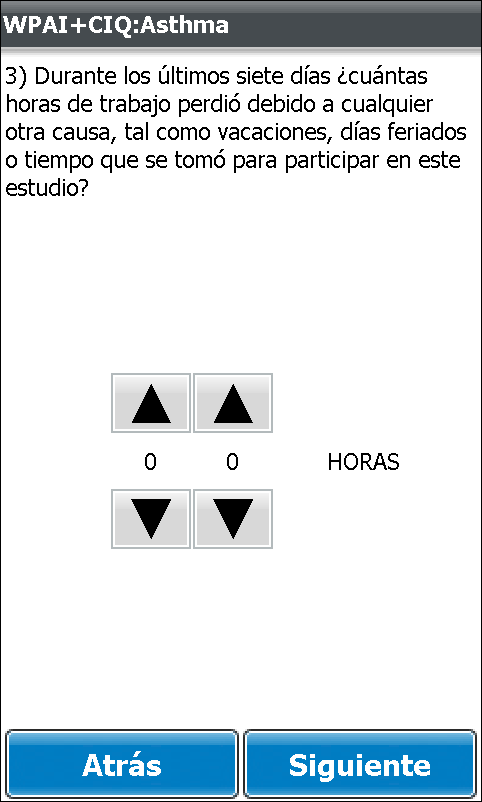 WPAI+CIQ:Asthma
3) Durante los últimos siete días ¿cuántas
horas de trabajo perdió debido a cualquier
otra causa, tal como vacaciones, días feriados
o tiempo que se tomó para participar en este
estudio?
0 0 HORAS
Atrás Siguiente